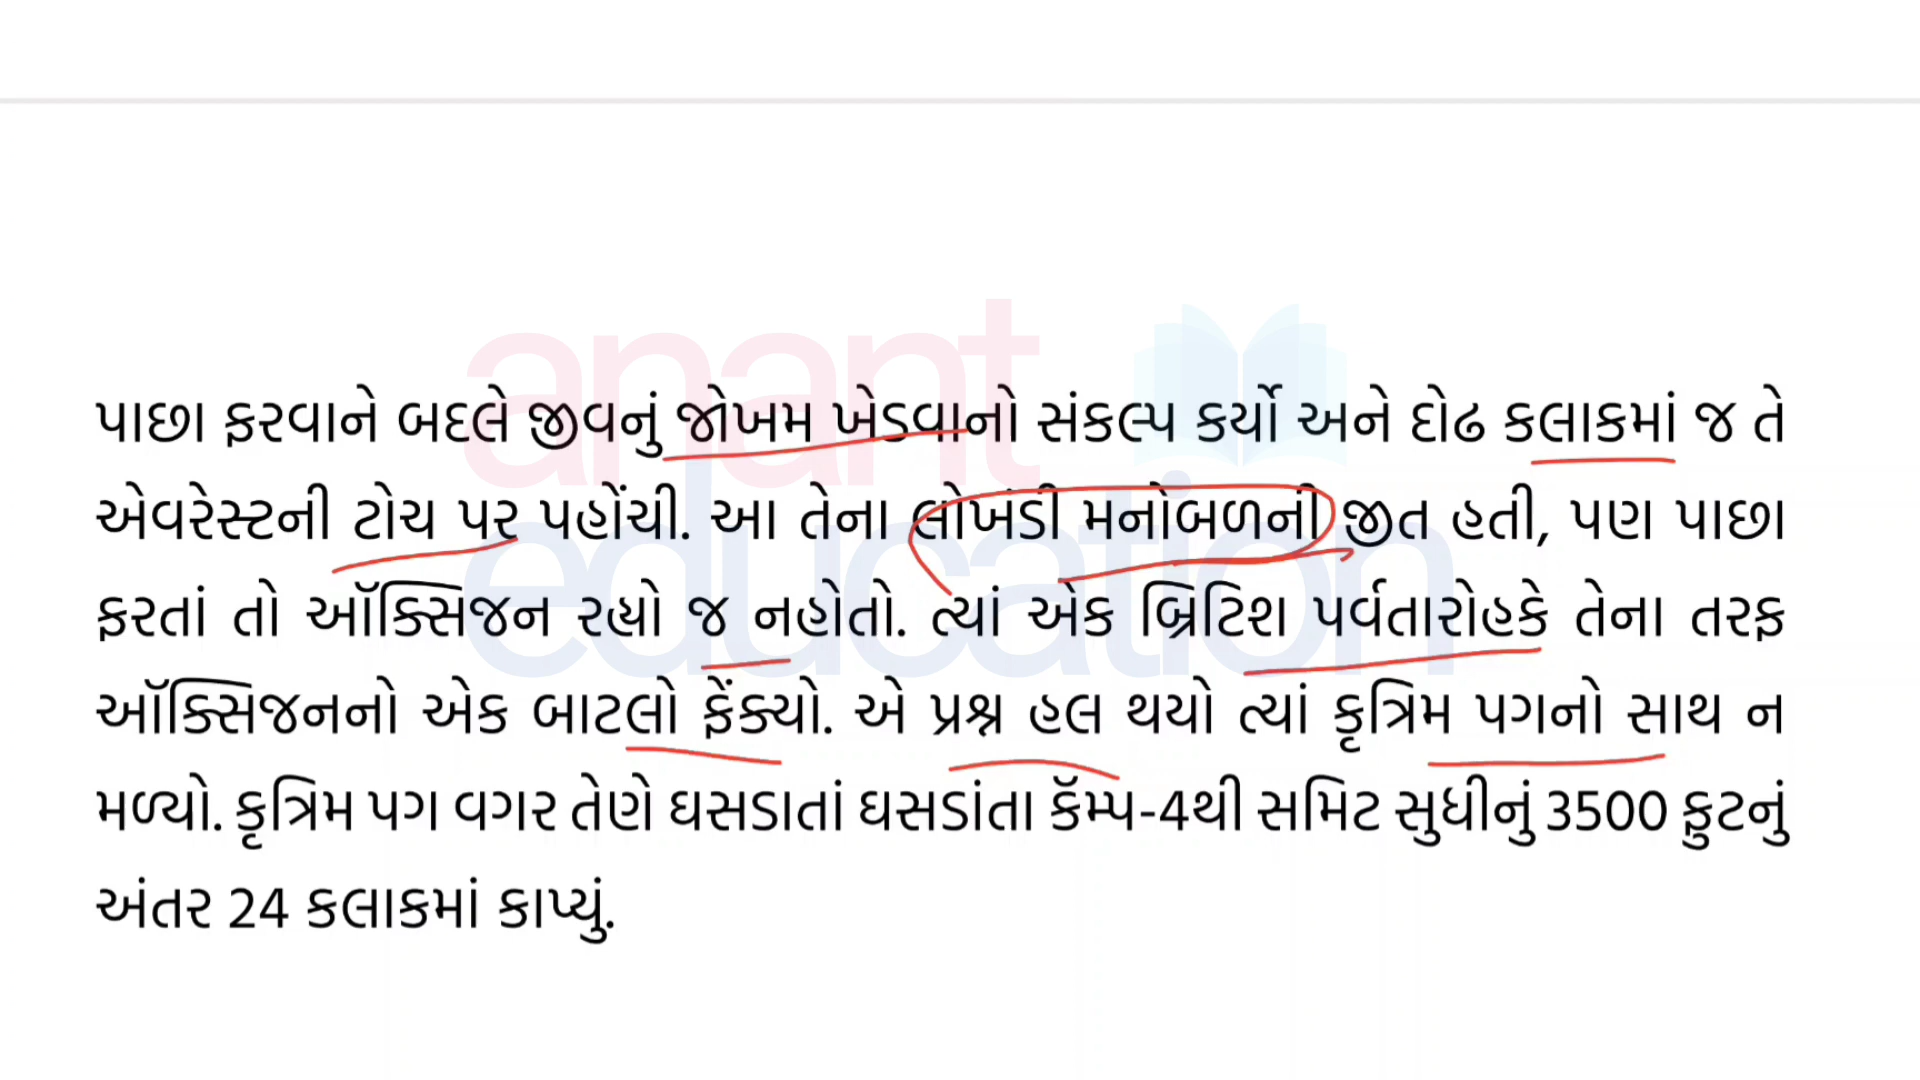 anant
education
પાછા ફરવાને બદલે જીવનું જોખમ ખેડવાનો સંકલ્પ કર્યો અને દોઢ કલાકમાં જ તે
એવરેસ્ટની ટોચ પર પહોંચી. આ તેના લોખંડી મનોબળની જીત હતી, પણ પાછા
ફરતાં તો ઑક્સિજન રહ્યો જ નહોતો. ત્યાં એક બ્રિટિશ પર્વતારોહકે તેના તરફ
ઑક્સિજનનો એક બાટલો ફેંક્યો. એ પ્રશ્ન હલ થયો ત્યાં કૃત્રિમ પગનો સાથ ન
મળ્યો. કૃત્રિમ પગ વગર તેણે ઘસડાતાં ઘસડાંતા કૅમ્પ-4થી સમિટ સુધીનું 3500 ફુટનું
અંતર 24 કલાકમાં કાપ્યું.